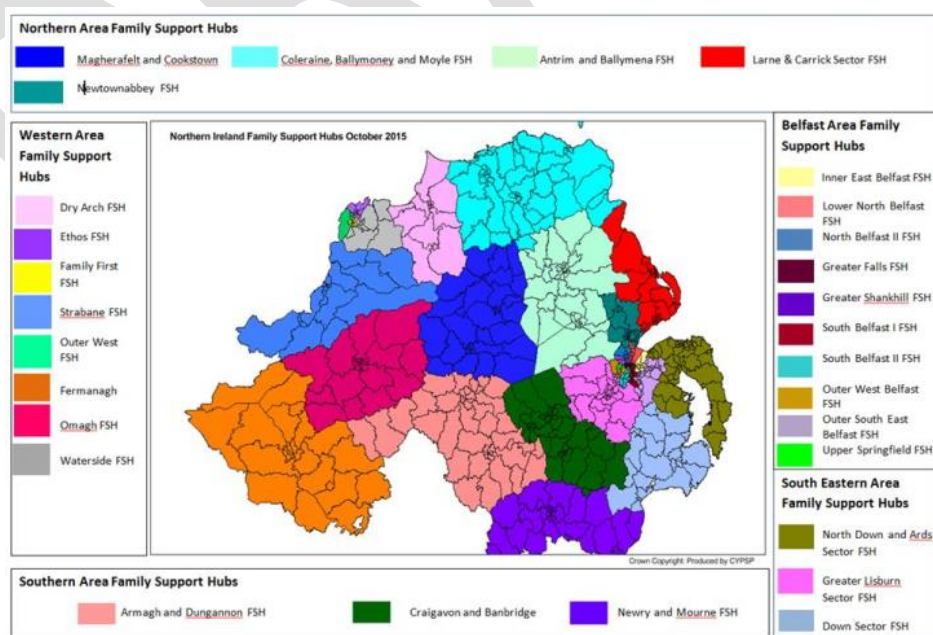 Northern Area Family Support Hubs
Magherafelt and Cookstown
Coleraine, Ballymoney and Moyle FSH
Antrim and Ballymena FSH
Larne & Carrick Sector FSH
Newtownabbey FSH
Western Area
Family Support
Hubs
Dry Arch FSH
Ethos FSH
Family First
FSH
Strabane FSH
Outer West
FSH
Fermanagh
Omagh FSH
Waterside FSH
Northern Ireland Family Support Hubs October 2015
Crown Copyright: Produced by CYPSP
Belfast Area Family
Support Hubs
Inner East Belfast FSH
Lower North Belfast
FSH
North Belfast II FSH
Greater Falls FSH
Greater Shankhill FSH
South Belfast I FSH
South Belfast II FSH
Outer West Belfast
FSH
Outer South East
Belfast FSH
Upper Springfield FSH
South Eastern Area
Family Support Hubs
North Down and Ards
Sector FSH
Greater Lisburn
Sector FSH
Down Sector FSH
Southern Area Family Support Hubs
Armagh and Dungannon FSH
Craigavon and Banbridge
Newry and Mourne FSH